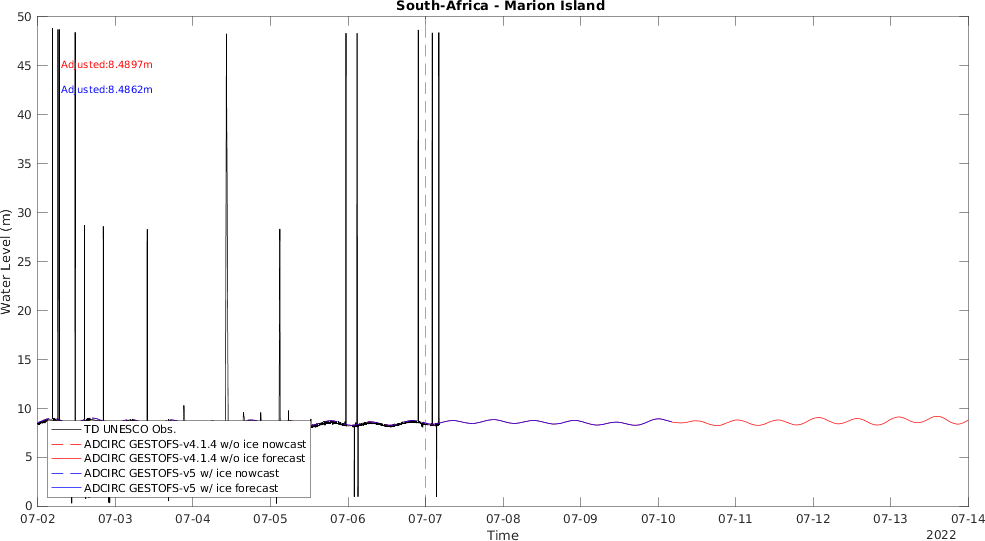 South-Africa - Marion Island
50
45
40
35
30
25
20
15
10
5
0
Water Level (m)
Adjusted:8.4897m
Adjusted:8.4862m
TD UNESCO Obs.
ADCIRC GESTOFS-v4.1.4 w/o ice nowcast
ADCIRC GESTOFS-v4.1.4 w/o ice forecast
ADCIRC GESTOFS-v5 w/ ice nowcast
ADCIRC GESTOFS-v5 w/ ice forecast
07-02 07-03 07-04 07-05 07-06 07-07 07-08 07-09 07-10 07-11 07-12 07-13 07-14
Time
2022